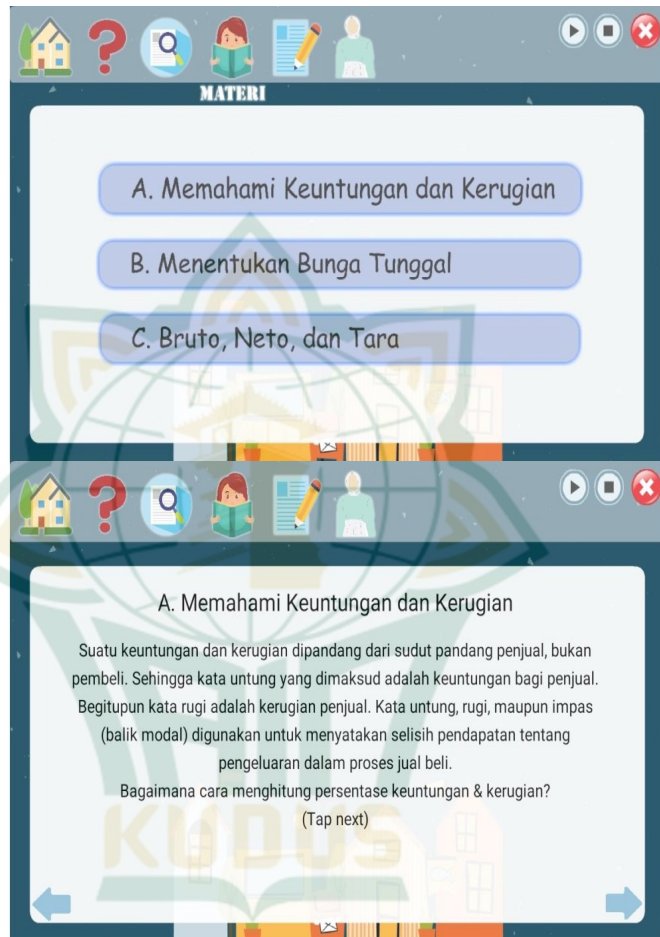 MATERI
A. Memahami Keuntungan dan Kerugian
B. Menentukan Bunga Tunggal
C. Bruto, Neto, dan Tara
A. Memahami Keuntungan dan Kerugian
Suatu keuntungan dan kerugian dipandang dari sudut pandang penjual, bukan
pembeli. Sehingga kata untung yang dimaksud adalah keuntungan bagi penjual.
Begitupun kata rugi adalah kerugian penjual. Kata untung, rugi, maupun impas
(balik modal) digunakan untuk menyatakan selisih pendapatan tentang
pengeluaran dalam proses jual beli.
Bagaimana cara menghitung persentase keuntungan & kerugian?
(Tap next)
KUDUS